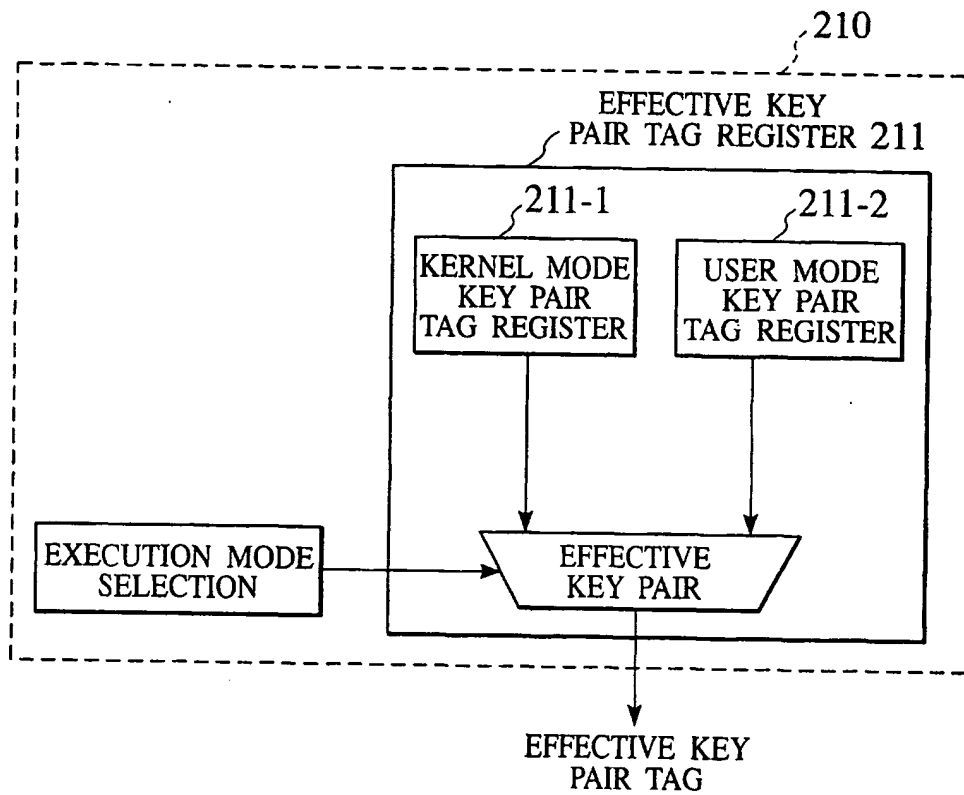 210
EFFECTIVE KEY
PAIR TAG REGISTER 211
211-1
211-2
KERNEL MODE
KEY PAIR
TAG REGISTER
USER MODE
KEY PAIR
TAG REGISTER
EXECUTION MODE
SELECTION
EFFECTIVE
KEY PAIR
EFFECTIVE KEY
PAIR TAG